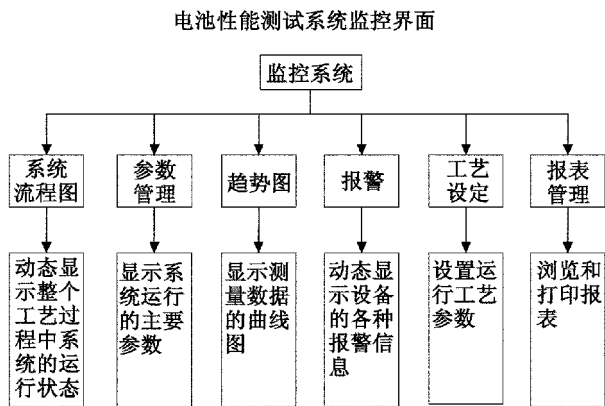 电池性能测试系统监控界面
监控系统
系统
流程图
参数
管理
趋势图
报警
工艺
设定
报表
管理
动态显
示整个
工艺过
程中系
统的运
行状态
显示系
统运行
的主要
参数
显示测
量数据
的曲线
图
动态显
示设备
的各种
报警信
息
设置运
行工艺
参数
浏览和
打印报
表